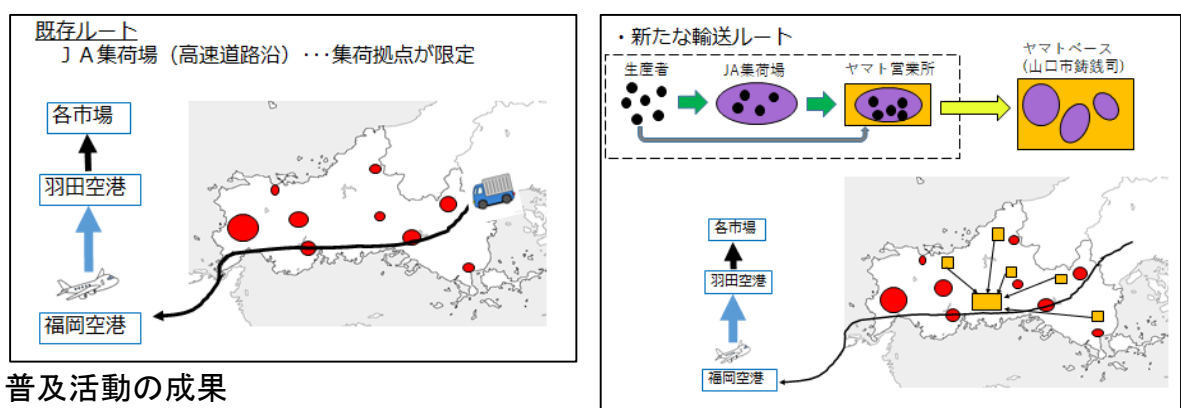 既存ルート
ＪＡ集荷場（高速道路沿）･･･集荷拠点が限定
各市場
羽田空港
福岡空港
・新たな輸送ルート
生産者
JA集荷場
ヤマト営業所
ヤマトベース
(山口市鋳銭司)
各市場
羽田空港
福岡空港
普及活動の成果